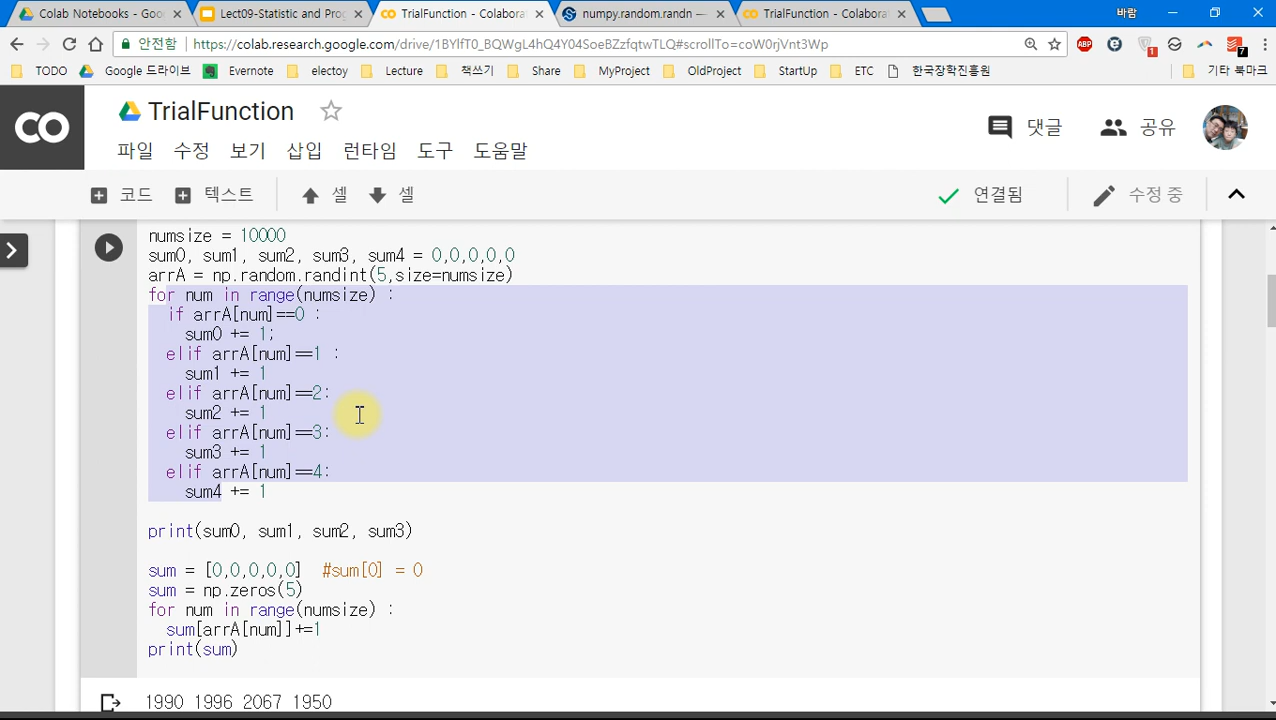 Colab Notebooks - Goo
Lect09-Statistic and Pro
TrialFunction - Colabora
numpy.random.randn —
TrialFunction - Colabora
바람
안전함 https://colab.research.google.com/drive/1BYlfT0_BQWgL4hQ4Y04SoeBZzfqtwTLQ#scrollTo=coW0rjVnt3Wp
ABP
1
7
TODO Google 드라이브 Evernote electoy Lecture 책쓰기 Share MyProject OldProject StartUp ETC 한국장학진흥원 기타 북마크
CO
TrialFunction
댓글 공유
파일 수정 보기 삽입 런타임 도구 도움말
코드 텍스트 셀 셀 연결됨 수정 중
numsize = 10000
sum0, sum1, sum2, sum3, sum4 = 0,0,0,0,0
arrA = np.random.randint(5,size=numsize)
for num in range(numsize) :
if arrA[num]==0 :
sum0 += 1;
elif arrA[num]==1 :
sum1 += 1
elif arrA[num]==2:
sum2 += 1
elif arrA[num]==3:
sum3 += 1
elif arrA[num]==4:
sum4 += 1
print(sum0, sum1, sum2, sum3)
sum = [0,0,0,0,0] #sum[0] = 0
sum = np.zeros(5)
for num in range(numsize) :
sum[arrA[num]]+=1
print(sum)
1990 1996 2067 1950